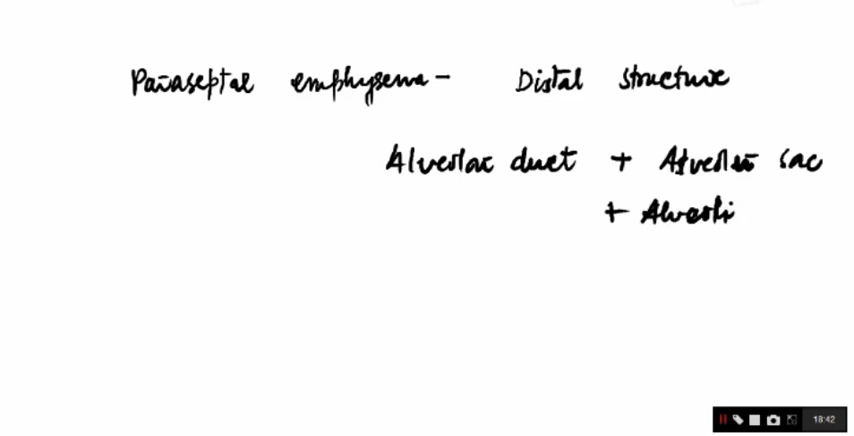 Paraseptal emphysema - Distal structure
Alveolar duct + Alveolar sac
+ Alveoli
18:42